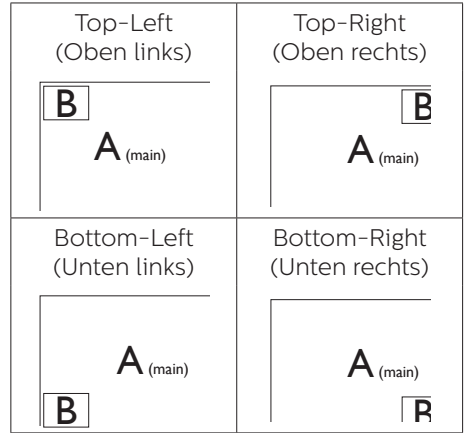 Top-Left
(Oben links)
B
A (main)
Top-Right
(Oben rechts)
B
A (main)
Bottom-Left
(Unten links)
A (main)
B
Bottom-Right
(Unten rechts)
A (main)
B